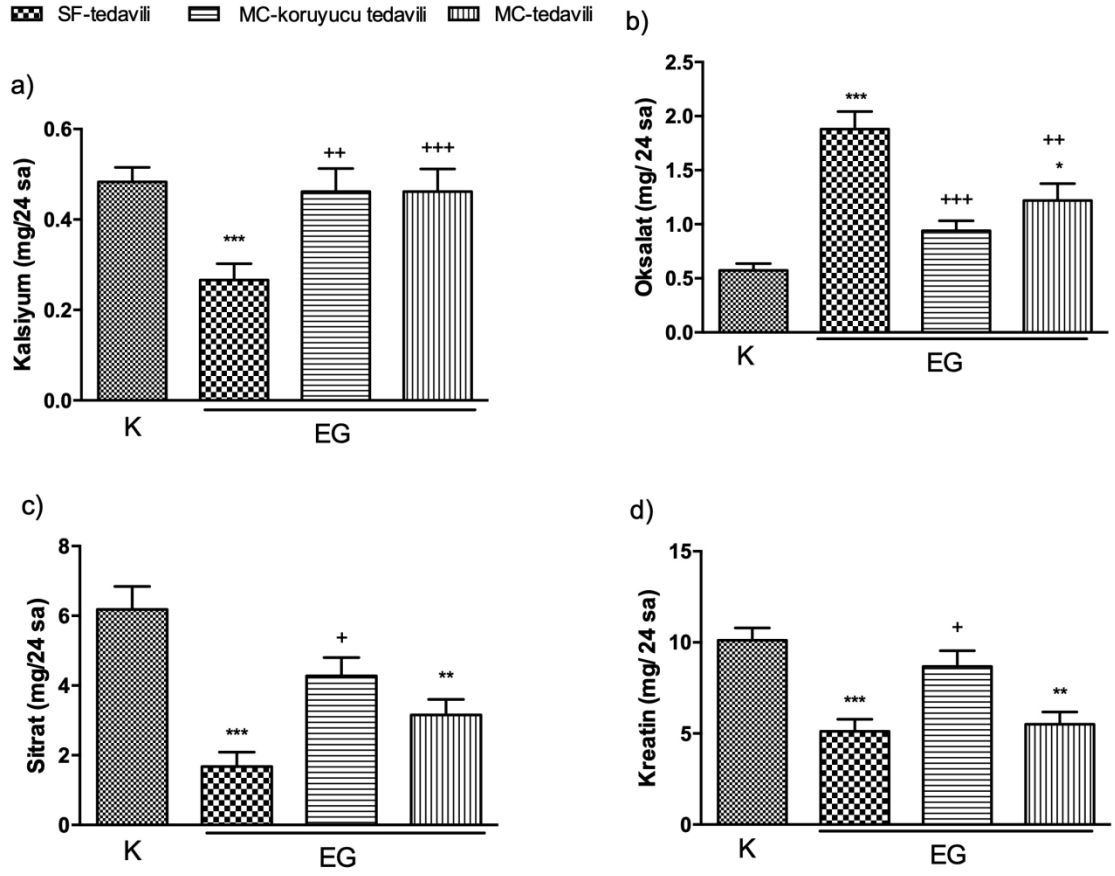 SF-tedavili MC-koruyucu tedavili MC-tedavili
a)
Kalsiyum (mg/24 sa)
0.6
0.4
0.2
0.0
***
++
+++
K
EG
b)
Oksalat (mg/ 24 sa)
2.5
2.0
1.5
1.0
0.5
0.0
***
+++
++
*
K
EG
c)
Sitrat (mg/24 sa)
8
6
4
2
0
***
+
**
K
EG
d)
Kreatin (mg/ 24 sa)
15
10
5
0
***
+
**
K
EG